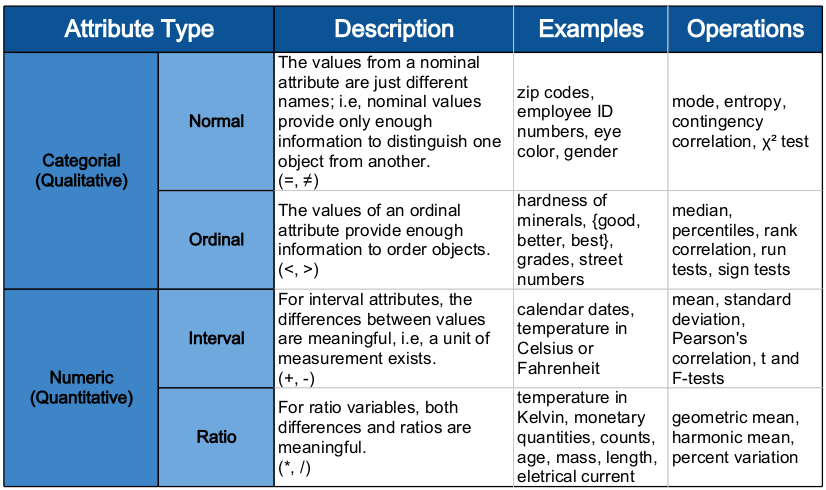 Attribute Type
Description
Examples
Operations
Categorial
(Qualitative)
Normal
The values from a nominal
attribute are just different
names; i.e, nominal values
provide only enough
information to distinguish one
object from another.
(=, ≠)
zip codes,
employee ID
numbers, eye
color, gender
mode, entropy,
contingency
correlation, χ² test
Ordinal
The values of an ordinal
attribute provide enough
information to order objects.
(<, >)
hardness of
minerals, {good,
better, best},
grades, street
numbers
median,
percentiles, rank
correlation, run
tests, sign tests
Numeric
(Quantitative)
Interval
For interval attributes, the
differences between values
are meaningful, i.e, a unit of
measurement exists.
(+, -)
calendar dates,
temperature in
Celsius or
Fahrenheit
mean, standard
deviation,
Pearson's
correlation, t and
F-tests
Ratio
For ratio variables, both
differences and ratios are
meaningful.
(*, /)
temperature in
Kelvin, monetary
quantities, counts,
age, mass, length,
eletrical current
geometric mean,
harmonic mean,
percent variation